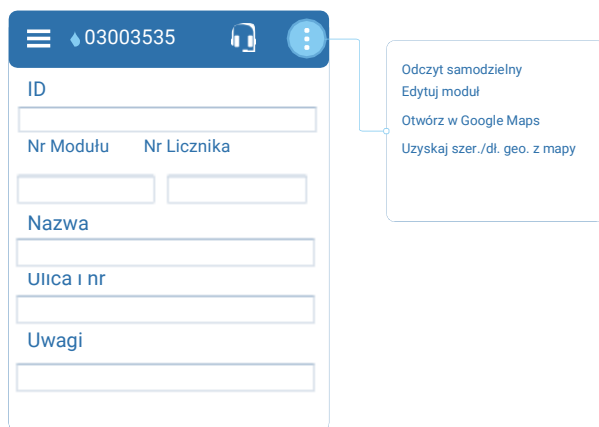 03003535
ID
Nr Modułu Nr Licznika
Nazwa
Ulica i nr
Uwagi
Odczyt samodzielny
Edytuj moduł
Otwórz w Google Maps
Uzyskaj szer./dł. geo. z mapy